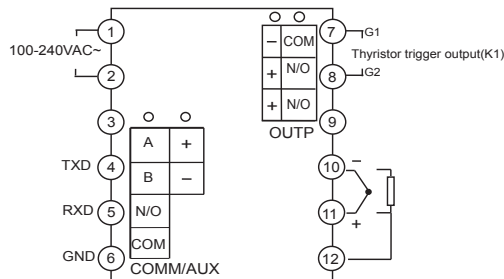 1
100-240VAC~
2
3
TXD 4
RXD 5
GND 6
A +
B −
N/O
COM
COMM/AUX
− COM
+ N/O
+ N/O
OUTP
7 G1
Thyristor trigger output(K1)
8 G2
9
10 −
11 +
12